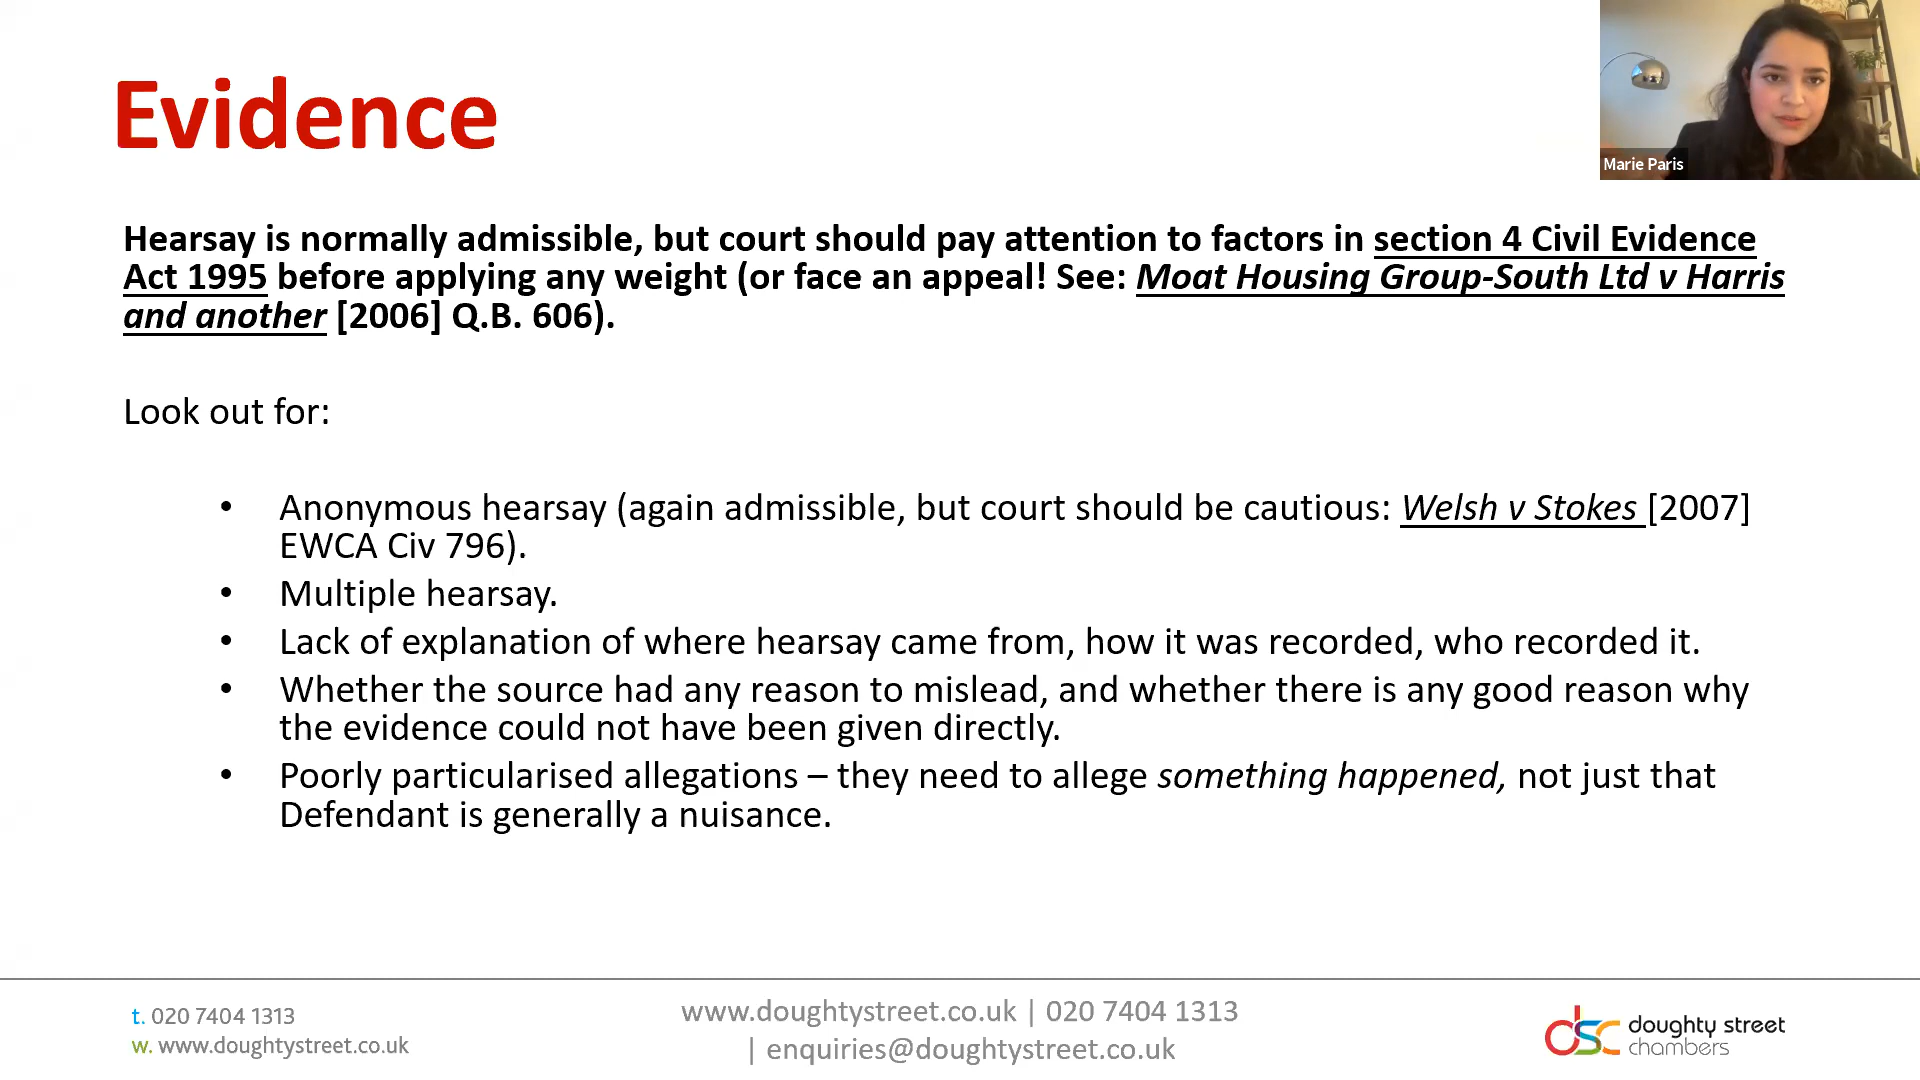 Evidence
Marie Paris
Hearsay is normally admissible, but court should pay attention to factors in section 4 Civil Evidence
Act 1995 before applying any weight (or face an appeal! See: Moat Housing Group-South Ltd v Harris
and another [2006] Q.B. 606).
Look out for:
• Anonymous hearsay (again admissible, but court should be cautious: Welsh v Stokes [2007]
EWCA Civ 796).
• Multiple hearsay.
• Lack of explanation of where hearsay came from, how it was recorded, who recorded it.
• Whether the source had any reason to mislead, and whether there is any good reason why
the evidence could not have been given directly.
• Poorly particularised allegations – they need to allege something happened, not just that
Defendant is generally a nuisance.
t. 020 7404 1313
w. www.doughtystreet.co.uk
www.doughtystreet.co.uk | 020 7404 1313
| enquiries@doughtystreet.co.uk
dsc doughty street
chambers